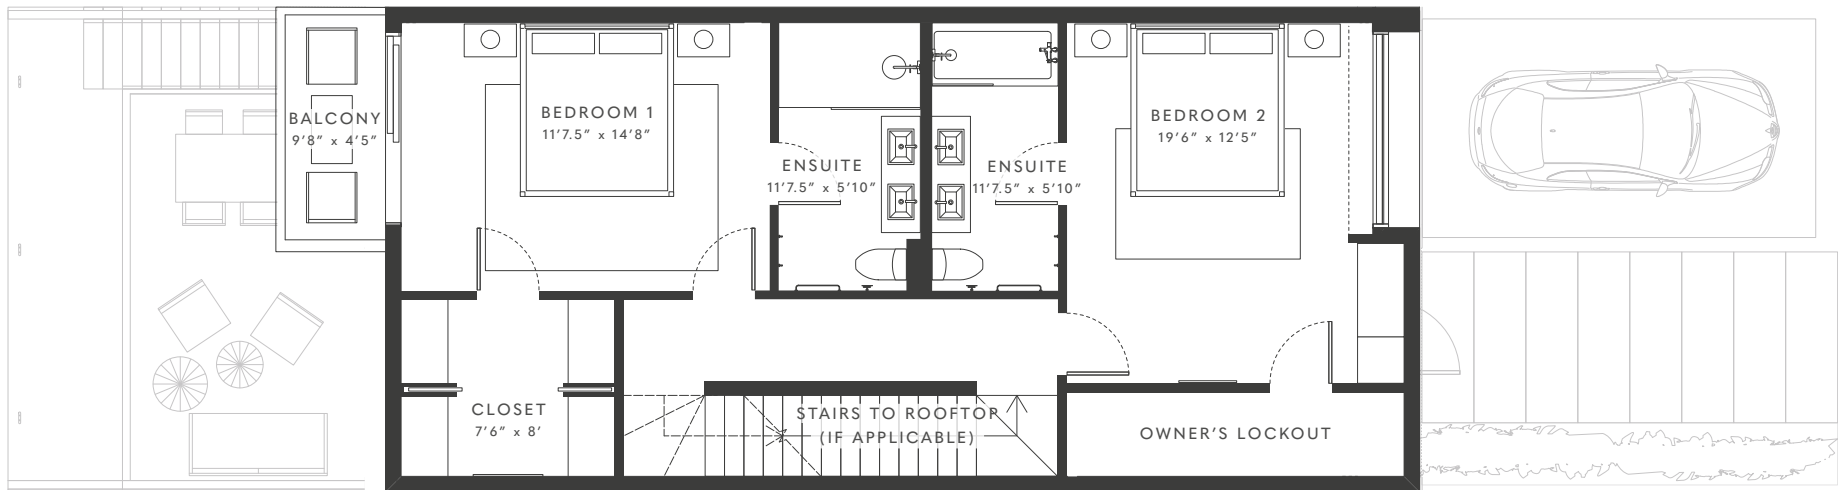 BALCONY
9'8" x 4'5"
BEDROOM 1
11'7.5" x 14'8"
ENSUITE
11'7.5" x 5'10"
ENSUITE
11'7.5" x 5'10"
BEDROOM 2
19'6" x 12'5"
CLOSET
7'6" x 8'
STAIRS TO ROOFTOP
(IF APPLICABLE)
OWNER'S LOCKOUT